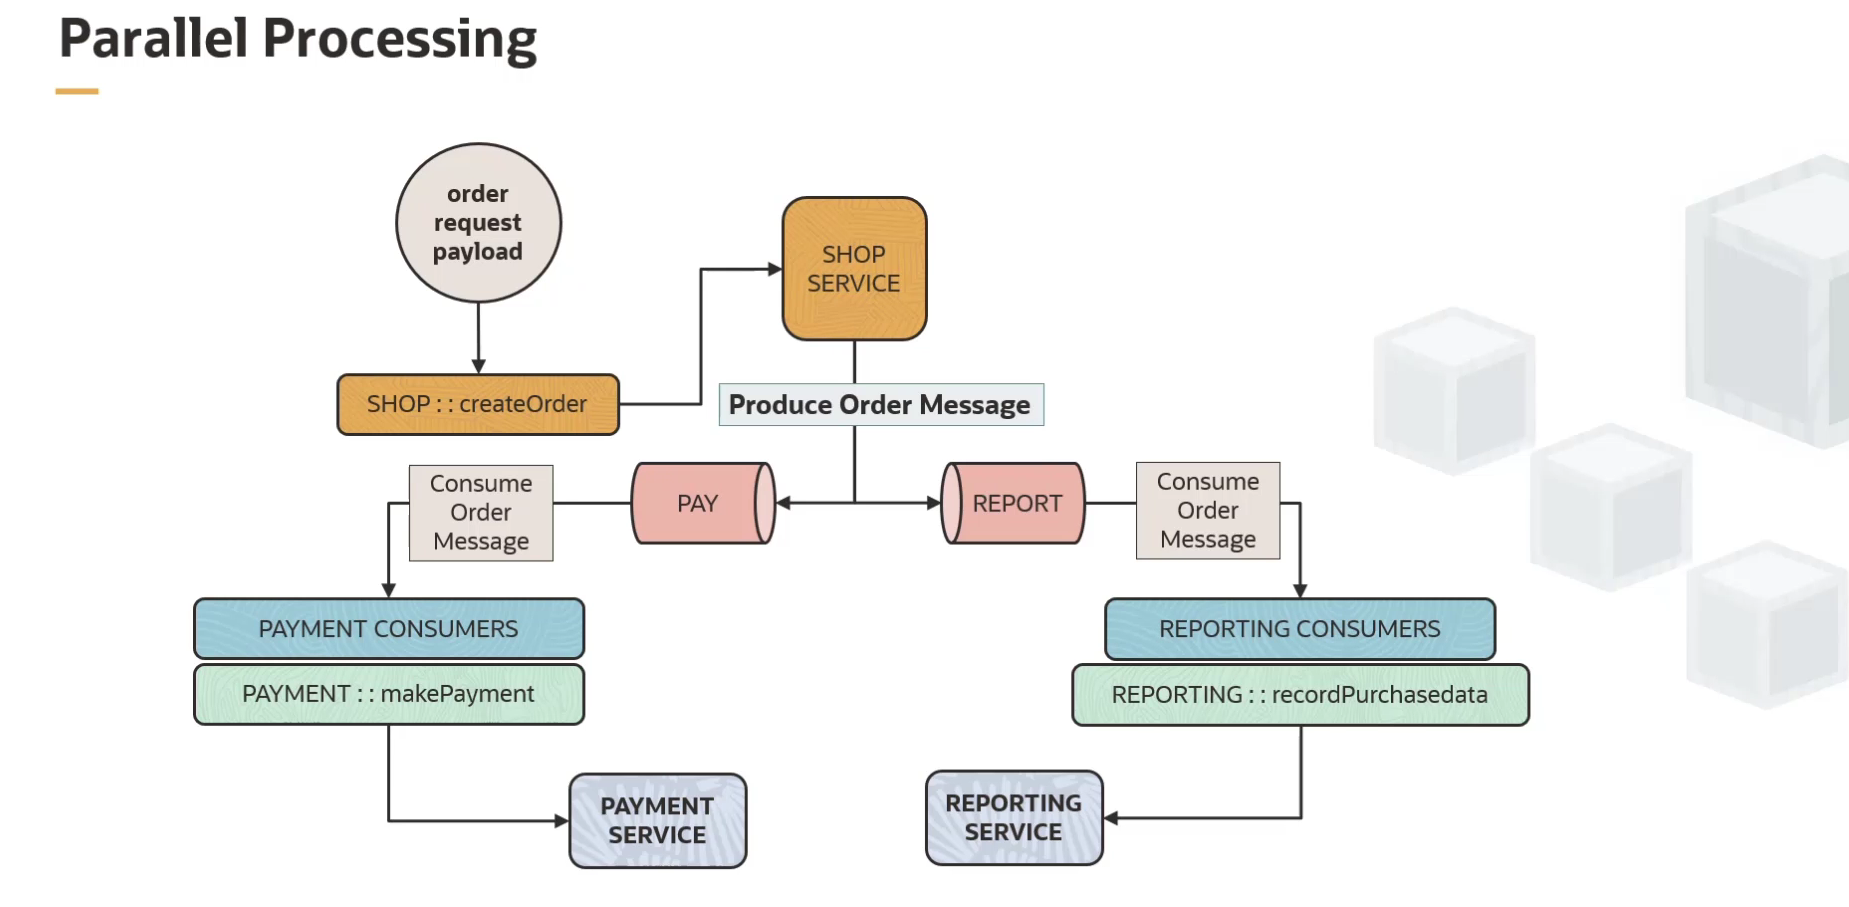 Parallel Processing
order
request
payload
SHOP
SERVICE
SHOP : : createOrder
Produce Order Message
Consume
Order
Message
PAY
REPORT
Consume
Order
Message
PAYMENT CONSUMERS
REPORTING CONSUMERS
PAYMENT : : makePayment
REPORTING : : recordPurchasedata
PAYMENT
SERVICE
REPORTING
SERVICE